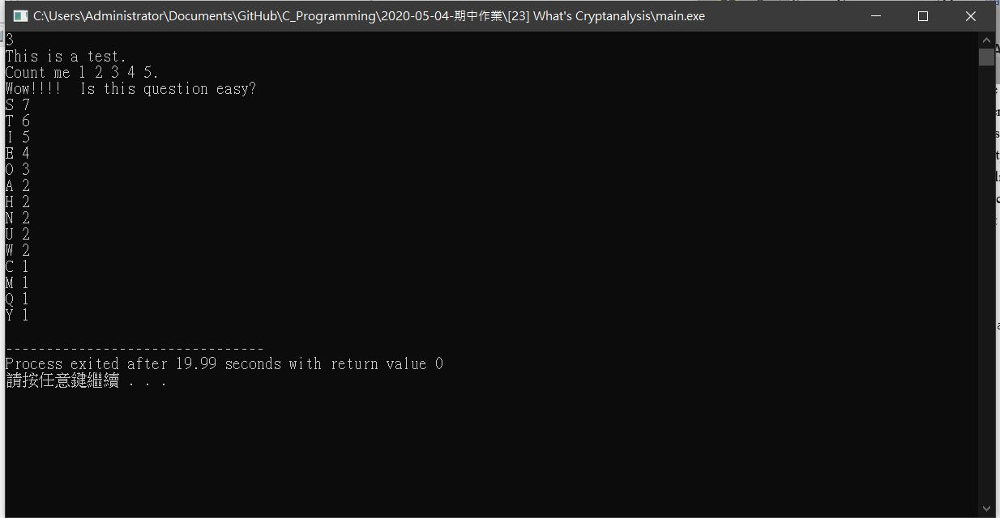 C:\Users\Administrator\Documents\GitHub\C_Programming\2020-05-04-期中作業\[23] What's Cryptanalysis\main.exe
3
This is a test.
Count me 1 2 3 4 5.
Wow!!!!  Is this question easy?
S 7
T 6
I 5
E 4
O 3
A 2
H 2
N 2
U 2
W 2
C 1
M 1
Q 1
Y 1
--------------------------------
Process exited after 19.99 seconds with return value 0
請按任意鍵繼續 . . .